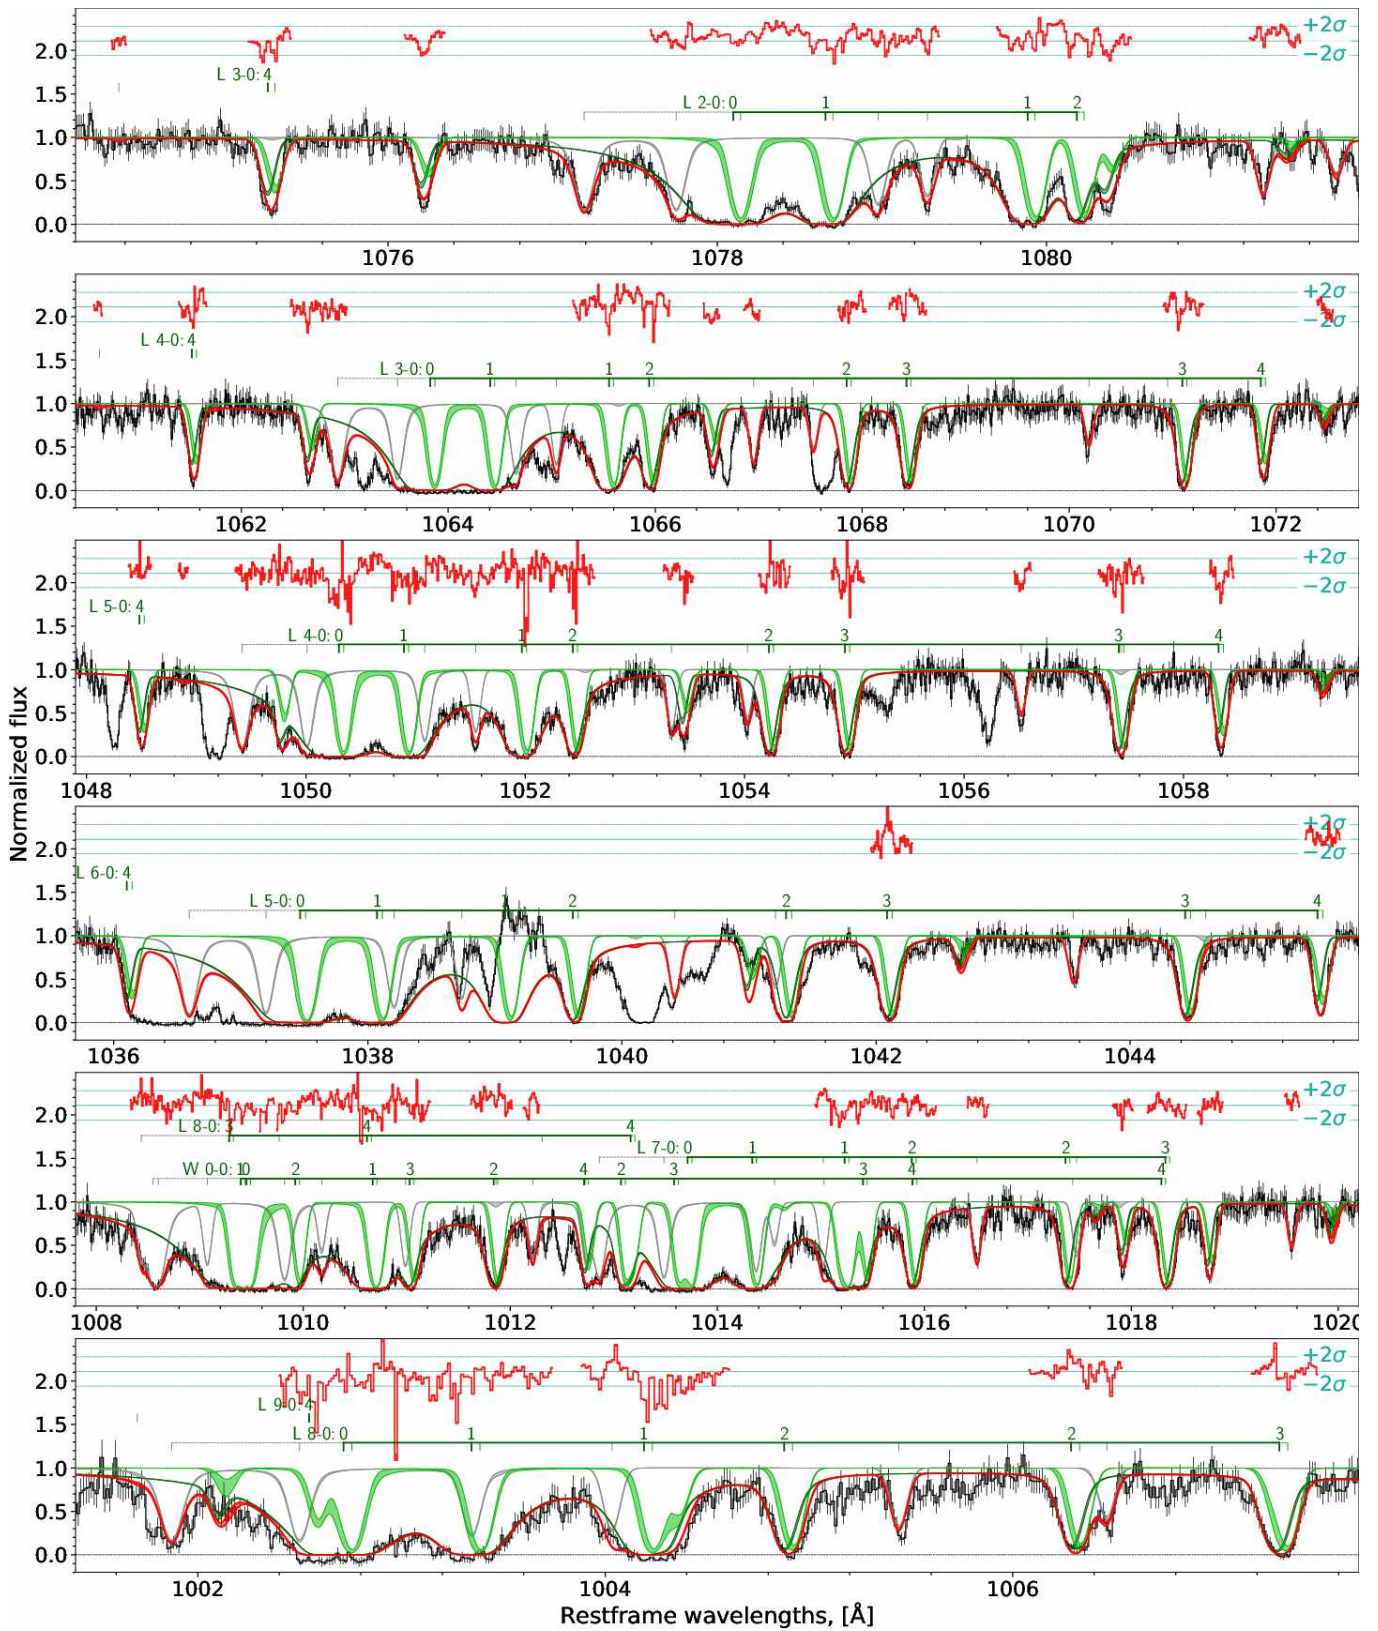 +2σ
2.0
−2σ
L 3-0: 4
1.5
L 2-0: 0 1 1 2
1.0
0.5
0.0
1076 1078 1080
+2σ
2.0
−2σ
L 4-0: 4
1.5
L 3-0: 0 1 1 2 2 3 3 4
1.0
0.5
0.0
1062 1064 1066 1068 1070 1072
+2σ
2.0
−2σ
L 5-0: 4
1.5
L 4-0: 0 1 1 2 2 3 3 4
1.0
0.5
0.0
1048 1050 1052 1054 1056 1058
Normalized flux
+2σ
2.0
−2σ
L 6-0: 4
1.5
L 5-0: 0 1 1 2 2 3 3 4
1.0
0.5
0.0
1036 1038 1040 1042 1044
+2σ
2.0
−2σ
L 8-0: 3 4 4
L 7-0: 0 1 1 2 2 3
1.5
W 0-0: 1 0 2 1 3 2 4 2 3 3 4 4
1.0
0.5
0.0
1008 1010 1012 1014 1016 1018 1020
+2σ
2.0
−2σ
L 9-0: 4
1.5
L 8-0: 0 1 1 2 2 3
1.0
0.5
0.0
1002 1004 1006
Restframe wavelengths, [Å]